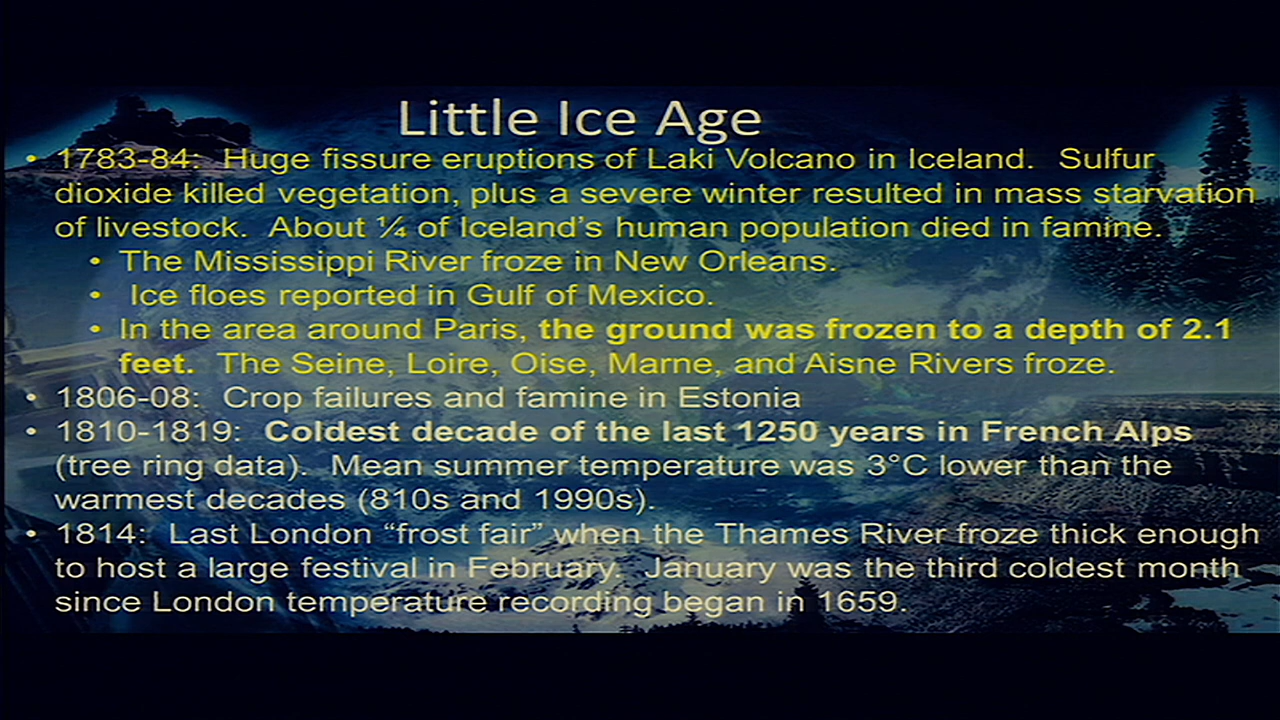 Little Ice Age
• 1783-84:  Huge fissure eruptions of Laki Volcano in Iceland.  Sulfur
dioxide killed vegetation, plus a severe winter resulted in mass starvation
of livestock.  About ¼ of Iceland's human population died in famine.
• The Mississippi River froze in New Orleans.
• Ice floes reported in Gulf of Mexico.
• In the area around Paris, the ground was frozen to a depth of 2.1
feet.  The Seine, Loire, Oise, Marne, and Aisne Rivers froze.
• 1806-08:  Crop failures and famine in Estonia
• 1810-1819:  Coldest decade of the last 1250 years in French Alps
(tree ring data).  Mean summer temperature was 3°C lower than the
warmest decades (810s and 1990s).
• 1814:  Last London “frost fair” when the Thames River froze thick enough
to host a large festival in February.  January was the third coldest month
since London temperature recording began in 1659.